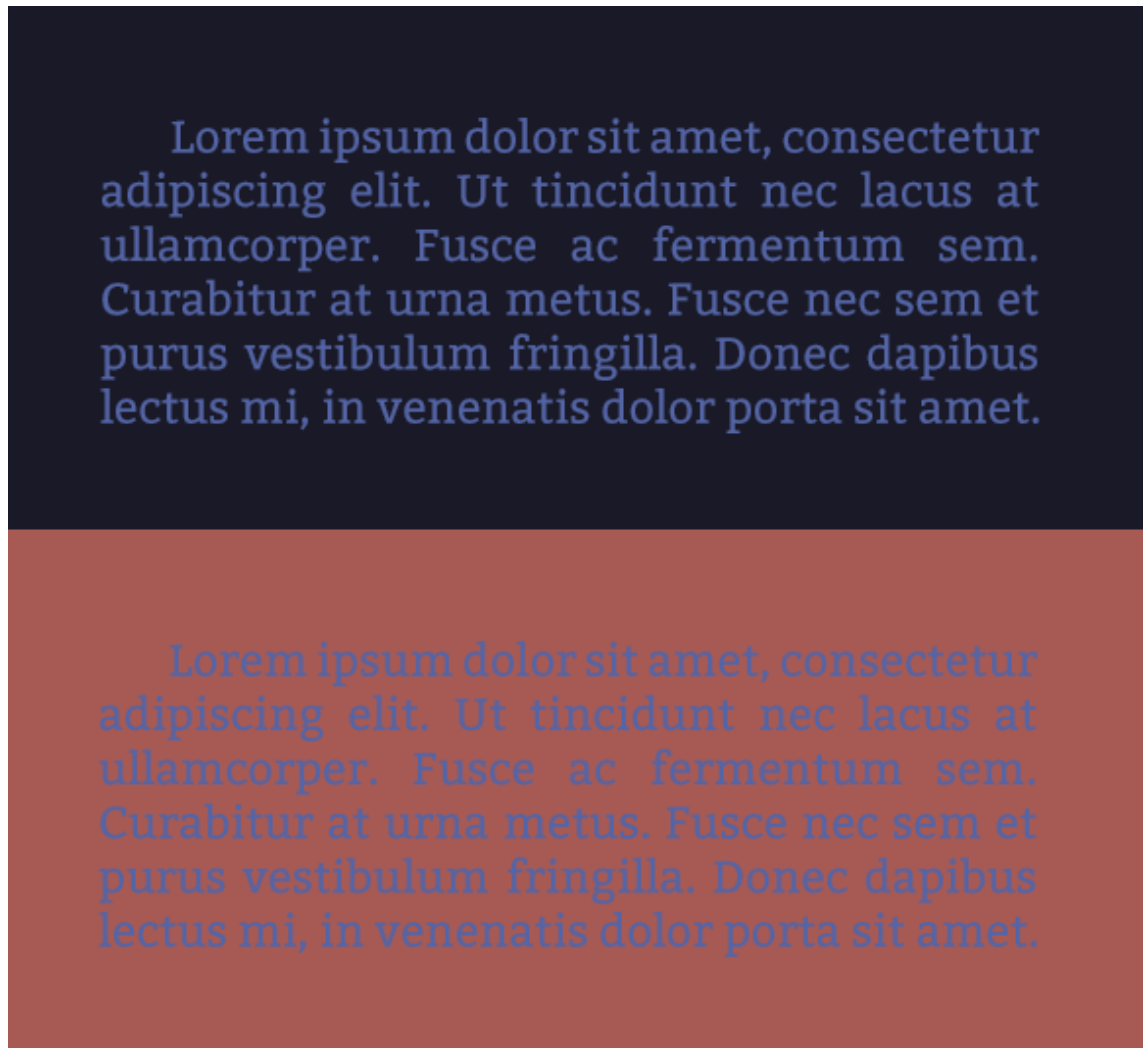 Lorem ipsum dolor sit amet, consectetur
adipiscing elit. Ut tincidunt nec lacus at
ullamcorper. Fusce ac fermentum sem.
Curabitur at urna metus. Fusce nec sem et
purus vestibulum fringilla. Donec dapibus
lectus mi, in venenatis dolor porta sit amet.
Lorem ipsum dolor sit amet, consectetur
adipiscing elit. Ut tincidunt nec lacus at
ullamcorper. Fusce ac fermentum sem.
Curabitur at urna metus. Fusce nec sem et
purus vestibulum fringilla. Donec dapibus
lectus mi, in venenatis dolor porta sit amet.